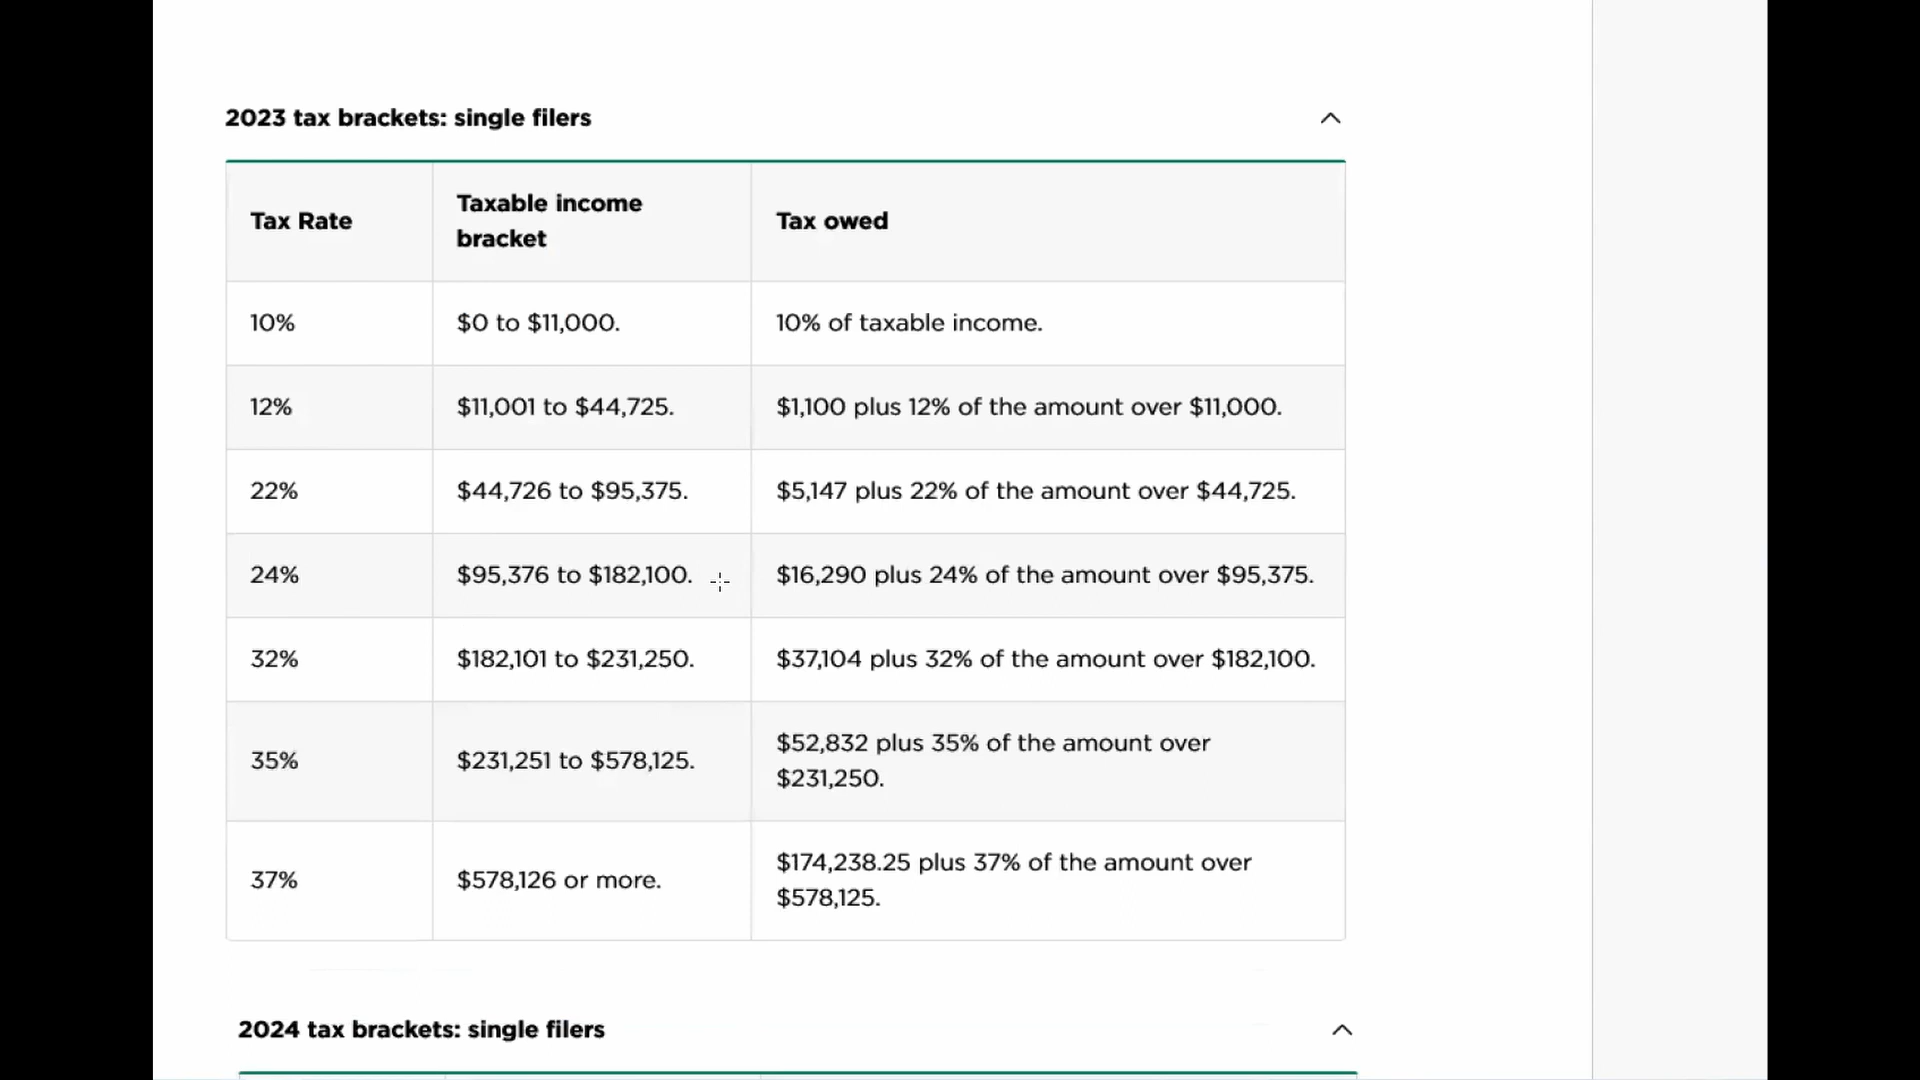 2023 tax brackets: single filers
Tax Rate
Taxable income
bracket
Tax owed
10%
$0 to $11,000.
10% of taxable income.
12%
$11,001 to $44,725.
$1,100 plus 12% of the amount over $11,000.
22%
$44,726 to $95,375.
$5,147 plus 22% of the amount over $44,725.
24%
$95,376 to $182,100.
$16,290 plus 24% of the amount over $95,375.
32%
$182,101 to $231,250.
$37,104 plus 32% of the amount over $182,100.
35%
$231,251 to $578,125.
$52,832 plus 35% of the amount over
$231,250.
37%
$578,126 or more.
$174,238.25 plus 37% of the amount over
$578,125.
2024 tax brackets: single filers